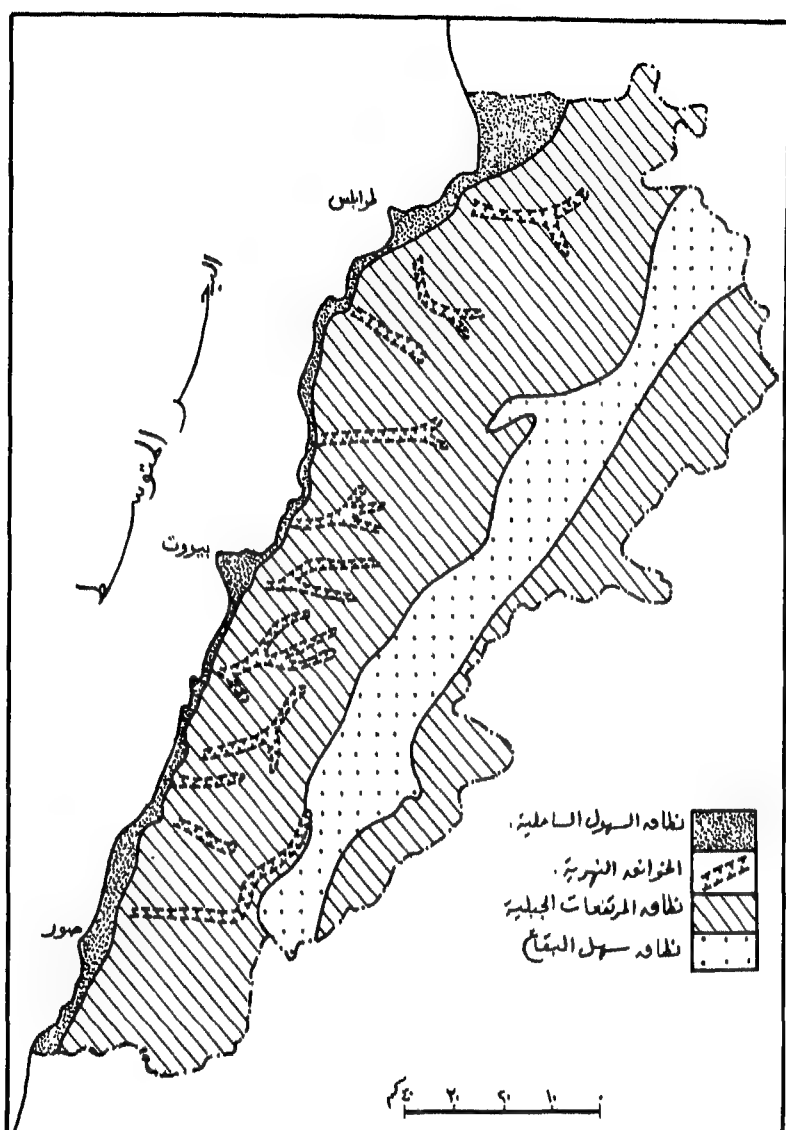 طرابلس
البحر
المتوسط
بيروت
صور
نطاق السهول الساحلية.
الخوانق النهرية.
نطاق المرتفعات الجبلية
نطاق سهل البقاع
٠ ١٠ ٢٠ ٣٠ ٤٠ كم